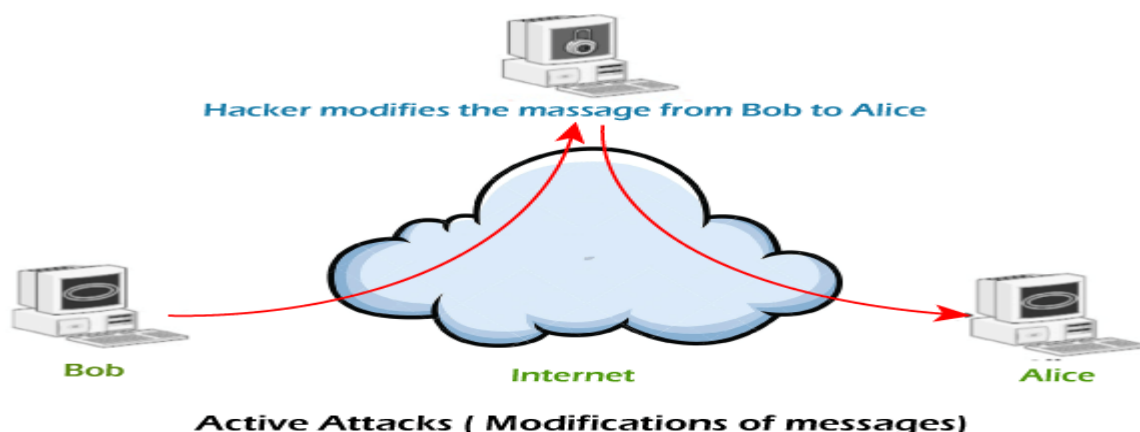 Hacker modifies the massage from Bob to Alice
Bob
Internet
Alice
Active Attacks ( Modifications of messages)